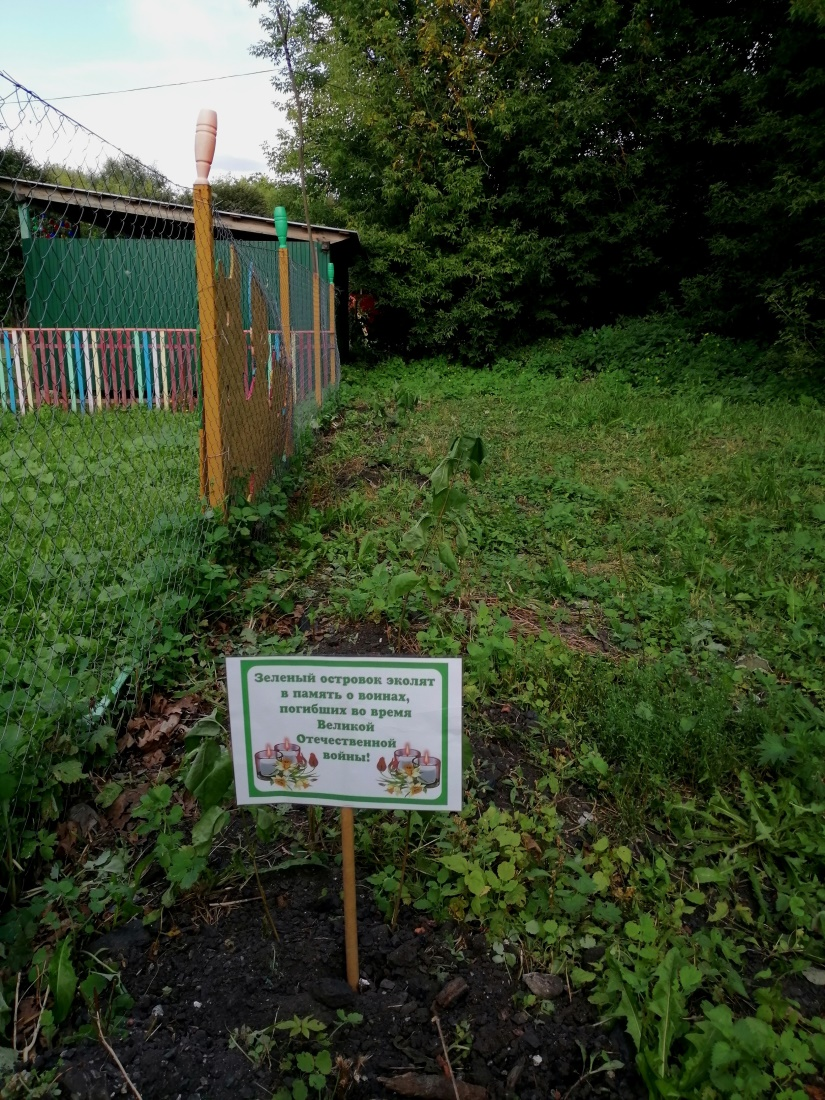 Зеленый островок эколят
в память о воинах,
погибших во время
Великой
Отечественной
войны!